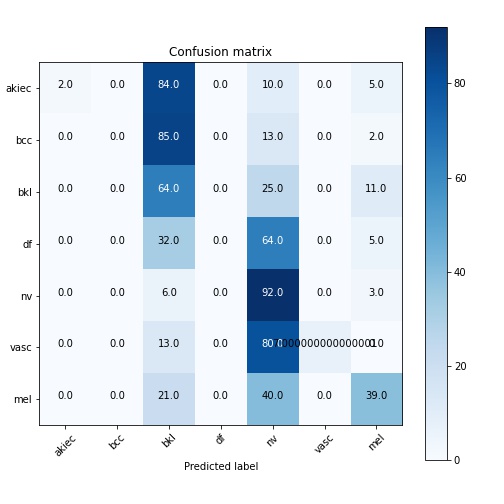 Confusion matrix
akiec 2.0 0.0 84.0 0.0 10.0 0.0 5.0
bcc 0.0 0.0 85.0 0.0 13.0 0.0 2.0
bkl 0.0 0.0 64.0 0.0 25.0 0.0 11.0
df 0.0 0.0 32.0 0.0 64.0 0.0 5.0
nv 0.0 0.0 6.0 0.0 92.0 0.0 3.0
vasc 0.0 0.0 13.0 0.0 80.0 0.0
mel 0.0 0.0 21.0 0.0 40.0 0.0 39.0
akiec bcc bkl df nv vasc mel
Predicted label
80
60
40
20
0